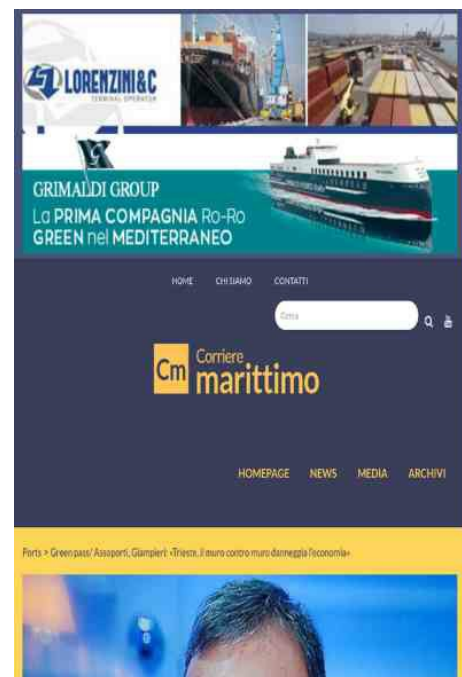 LORENZINI & C
TERMINAL OPERATOR
GRIMALDI GROUP
La PRIMA COMPAGNIA Ro-Ro
GREEN nel MEDITERRANEO
HOME CHI SIAMO CONTATTI
Cerca
Cm Corriere
marittimo
HOMEPAGE NEWS MEDIA ARCHIVI
Ports > Green pass/ Assoporti, Giampieri: «Trieste, il muro contro muro danneggia l'economia»